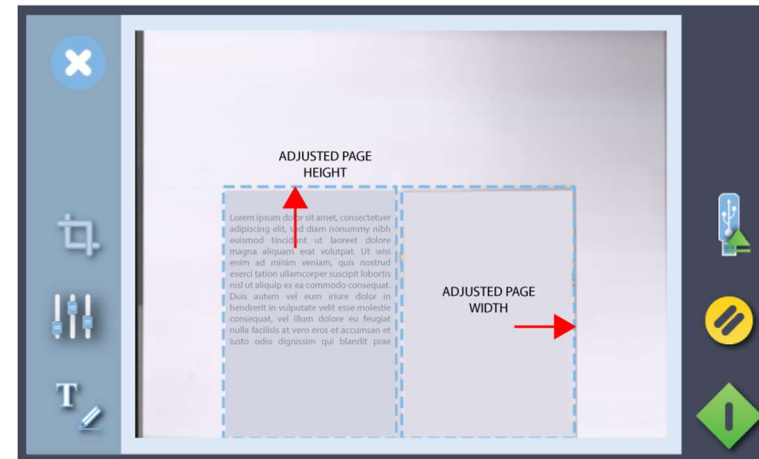 ADJUSTED PAGE
HEIGHT
Lorem ipsum dolor sit amet, consectetuer
adipiscing elit, sed diam nonummy nibh
euismod tincidunt ut laoreet dolore
magna aliquam erat volutpat. Ut wisi
enim ad minim veniam, quis nostrud
exerci tation ullamcorper suscipit lobortis
nisl ut aliquip ex ea commodo consequat.
Duis autem vel eum iriure dolor in
hendrerit in vulputate velit esse molestie
consequat, vel illum dolore eu feugiat
nulla facilisis at vero eros et accumsan et
iusto odio dignissim qui blandit prae
ADJUSTED PAGE
WIDTH
T